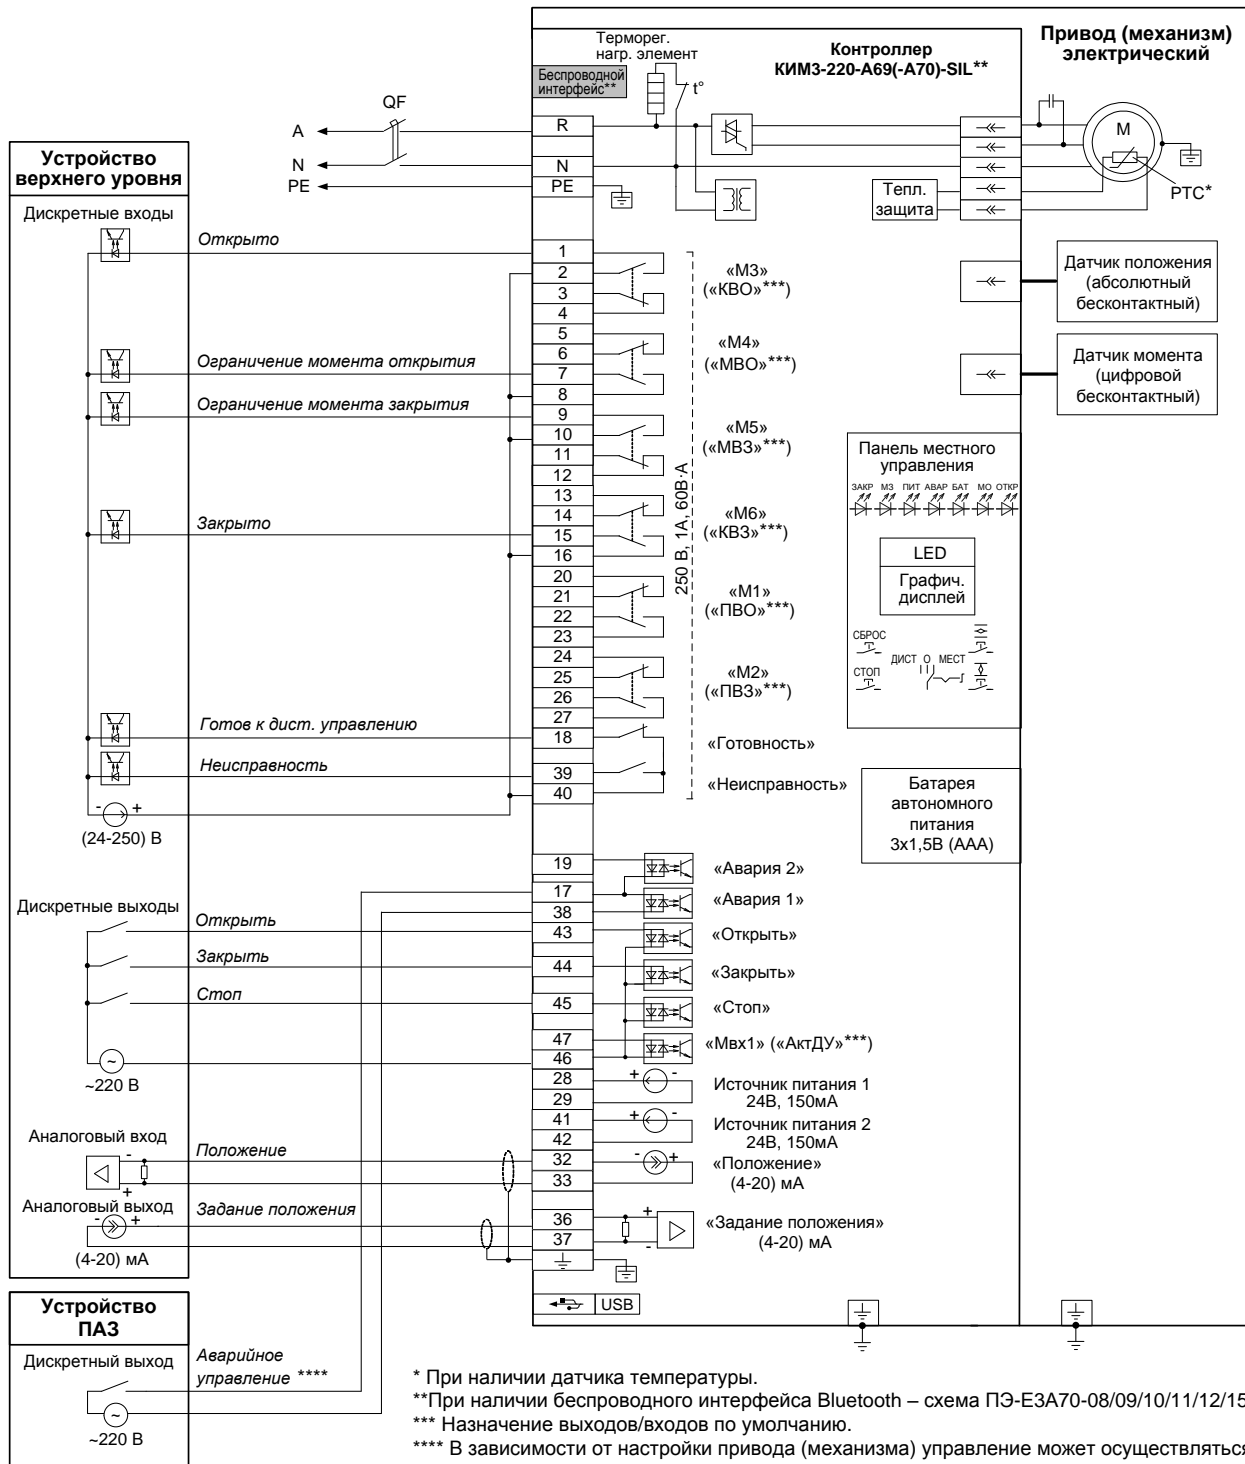 Привод (механизм)
электрический
Терморег.
нагр. элемент
Контроллер
КИМ3-220-А69(-А70)-SIL**
Беспроводной
интерфейс**
t°
QF
A
R
N
N
PE
PE
M
PTC*
Тепл.
защита
Устройство
верхнего уровня
Дискретные входы
Открыто
1
2
3
4
«М3»
(«КВО»***)
Датчик положения
(абсолютный
бесконтактный)
5
6
7
8
«М4»
(«МВО»***)
Ограничение момента открытия
Датчик момента
(цифровой
бесконтактный)
Ограничение момента закрытия
9
10
11
12
«М5»
(«МВЗ»***)
Панель местного
управления
ЗАКР МЗ ПИТ АВАР БАТ МО ОТКР
13
14
15
16
«М6»
(«КВЗ»***)
Закрыто
250 В, 1А, 60В·А
LED
Графич.
дисплей
20
21
22
23
«М1»
(«ПВО»***)
СБРОС
СТОП
ДИСТ О МЕСТ
24
25
26
27
«М2»
(«ПВЗ»***)
Готов к дист. управлению
18
«Готовность»
Неисправность
39
40
«Неисправность»
- +
(24-250) В
Батарея
автономного
питания
3х1,5В (ААА)
19
«Авария 2»
17
38
«Авария 1»
Дискретные выходы
Открыть
43
«Открыть»
Закрыть
44
«Закрыть»
Стоп
45
«Стоп»
47
46
«Мвх1» («АктДУ»***)
~
~220 В
28
29
+ -
Источник питания 1
24В, 150мА
41
42
+ -
Источник питания 2
24В, 150мА
Аналоговый вход
-
+
Положение
32
33
- +
«Положение»
(4-20) мА
Аналоговый выход
- +
(4-20) мА
Задание положения
36
37
+
-
«Задание положения»
(4-20) мА
USB
Устройство
ПАЗ
Дискретный выход
~
~220 В
Аварийное
управление ****
* При наличии датчика температуры.
**При наличии беспроводного интерфейса Bluetooth – схема ПЭ-ЕЗА70-08/09/10/11/12/15
*** Назначение выходов/входов по умолчанию.
**** В зависимости от настройки привода (механизма) управление может осуществляться